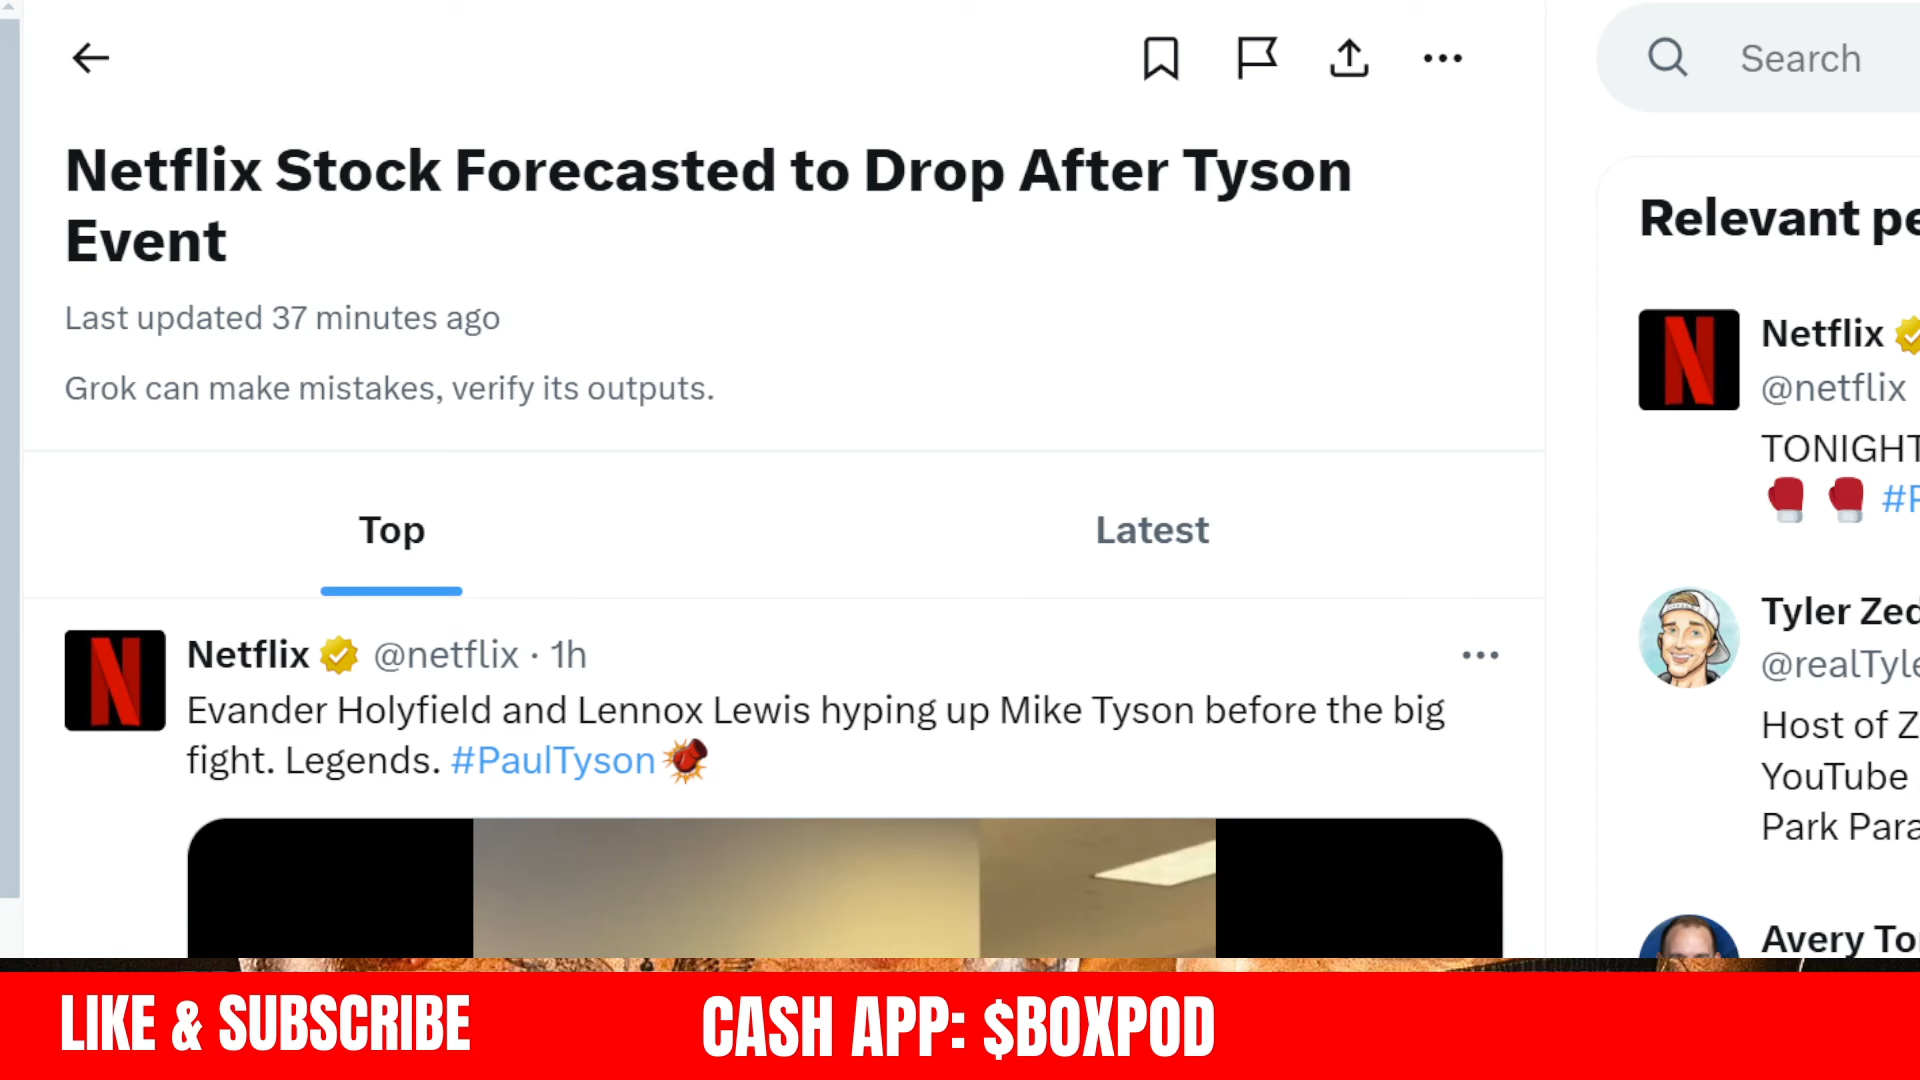 Search
Netflix Stock Forecasted to Drop After Tyson
Event
Last updated 37 minutes ago
Grok can make mistakes, verify its outputs.
Top
Latest
Netflix @netflix · 1h
Evander Holyfield and Lennox Lewis hyping up Mike Tyson before the big
fight. Legends. #PaulTyson
Relevant pe
Netflix
@netflix
TONIGHT
#P
Tyler Zed
@realTyle
Host of Z
YouTube
Park Para
Avery To
LIKE & SUBSCRIBE
CASH APP: $BOXPOD